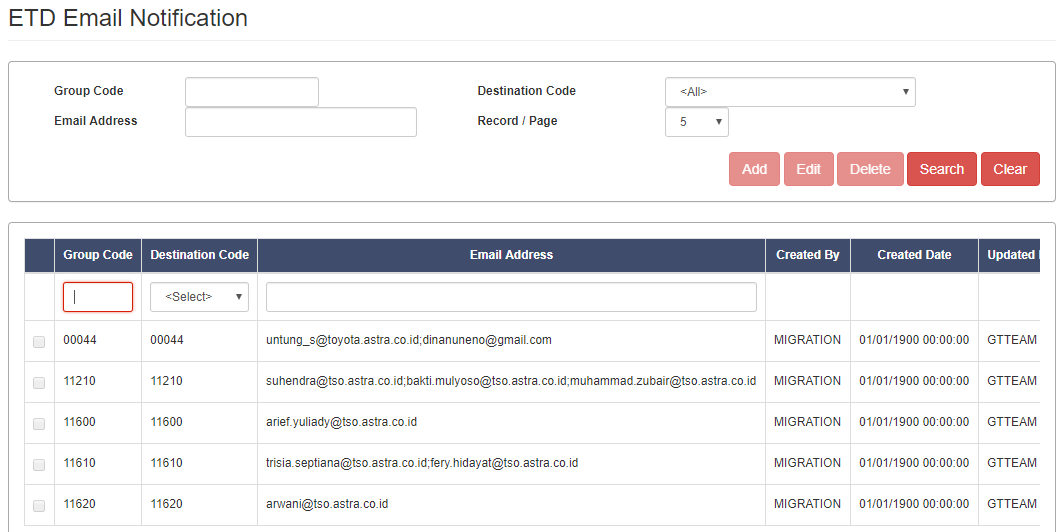 ETD Email Notification
Group Code Destination Code <All>
Email Address Record / Page 5
Add Edit Delete Search Clear
Group Code Destination Code Email Address Created By Created Date Updated
<Select>
00044 00044 untung_s@toyota.astra.co.id;dinanuneno@gmail.com MIGRATION 01/01/1900 00:00:00 GTTEAM
11210 11210 suhendra@tso.astra.co.id;bakti.mulyoso@tso.astra.co.id;muhammad.zubair@tso.astra.co.id MIGRATION 01/01/1900 00:00:00 GTTEAM
11600 11600 arief.yuliady@tso.astra.co.id MIGRATION 01/01/1900 00:00:00 GTTEAM
11610 11610 trisia.septiana@tso.astra.co.id;fery.hidayat@tso.astra.co.id MIGRATION 01/01/1900 00:00:00 GTTEAM
11620 11620 arwani@tso.astra.co.id MIGRATION 01/01/1900 00:00:00 GTTEAM